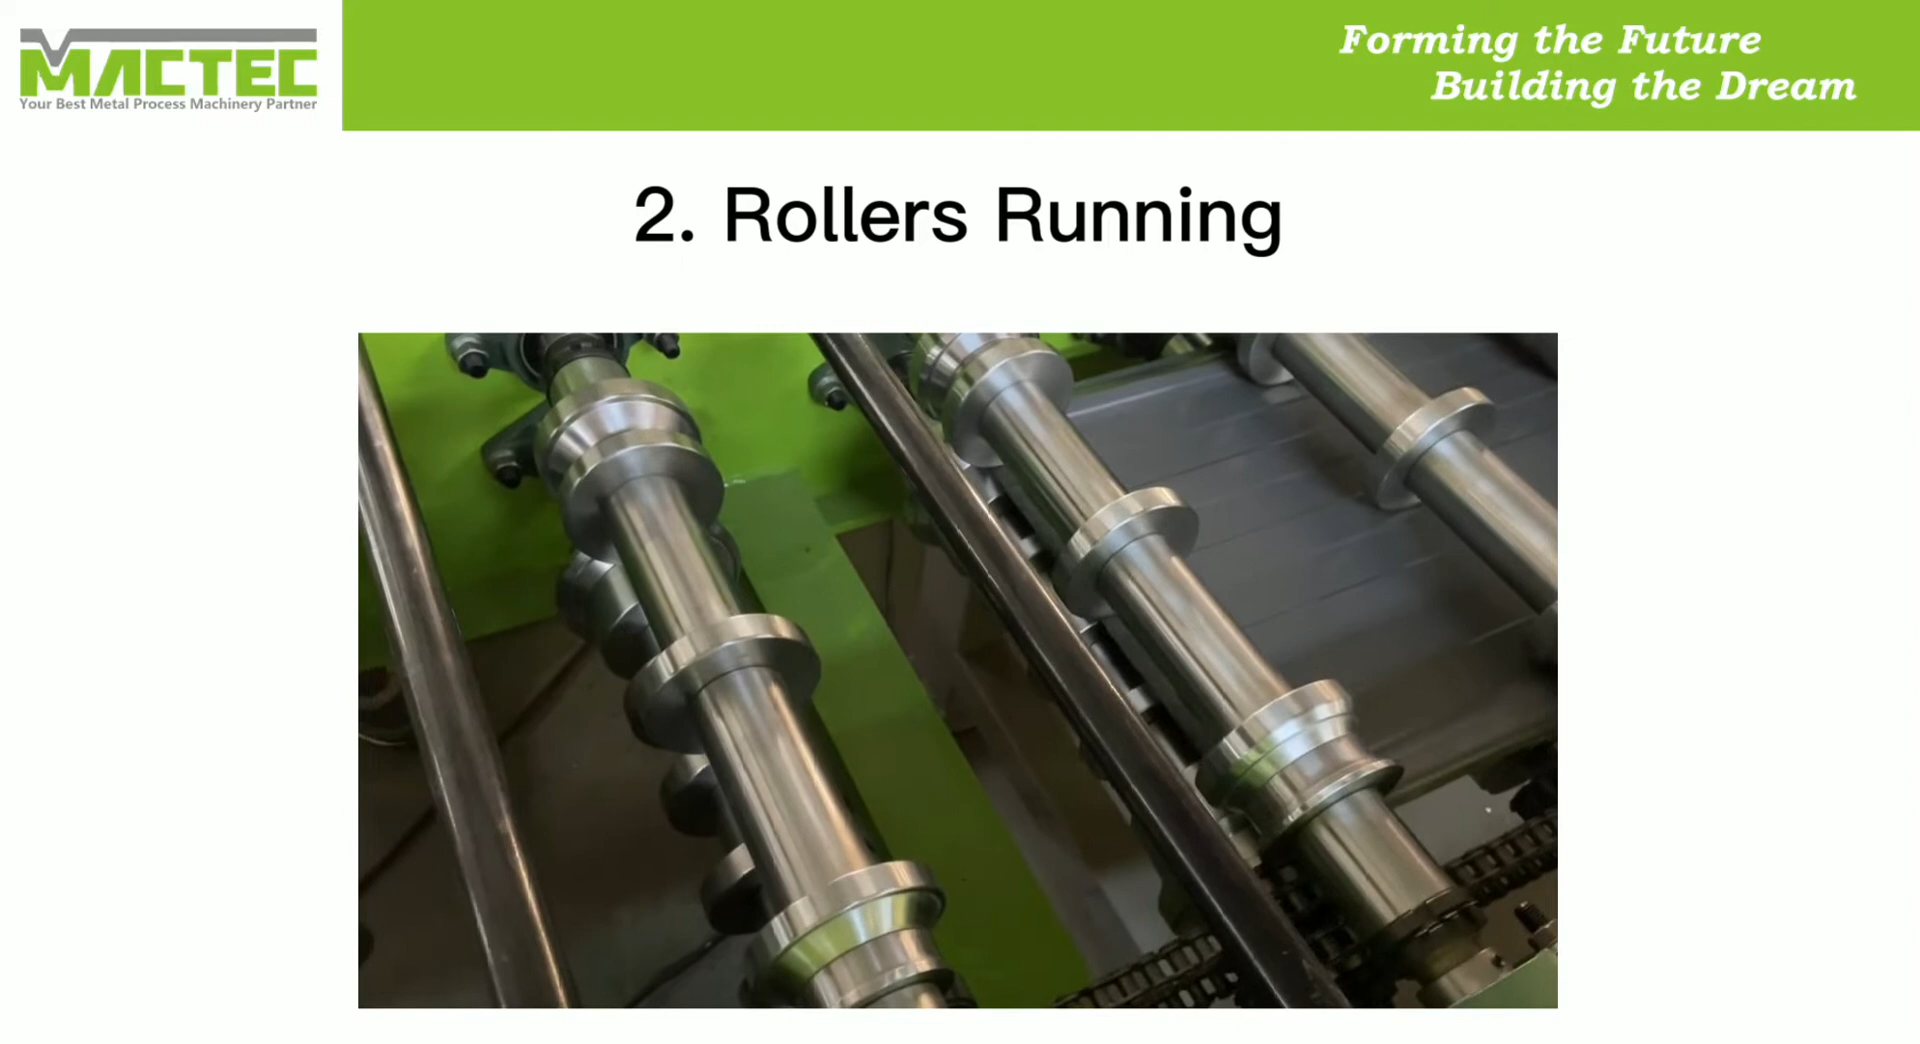 MACTEC
Your Best Metal Process Machinery Partner
Forming the Future
Building the Dream
2. Rollers Running